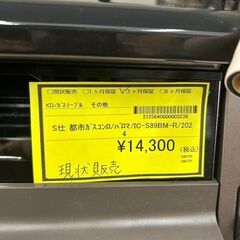 □現状販売 □1ヶ月保証 ☑3ヶ月保証 □6ヶ月保証
2125640000003238
KD/ガステーブル その他
S仕 都市ガスコンロ/パロマ/IC-S89BM-R/202
4
¥14,300(税込)
現状販売